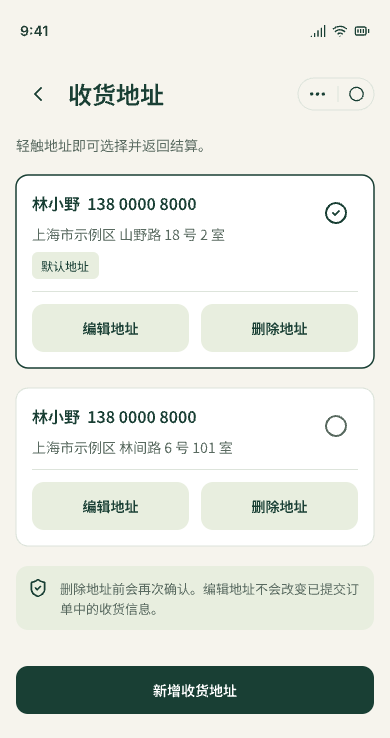 9:41
收货地址
轻触地址即可选择并返回结算。
林小野 138 0000 8000
上海市示例区 山野路 18 号 2 室
默认地址
编辑地址 删除地址
林小野 138 0000 8000
上海市示例区 林间路 6 号 101 室
编辑地址 删除地址
删除地址前会再次确认。编辑地址不会改变已提交订
单中的收货信息。
新增收货地址